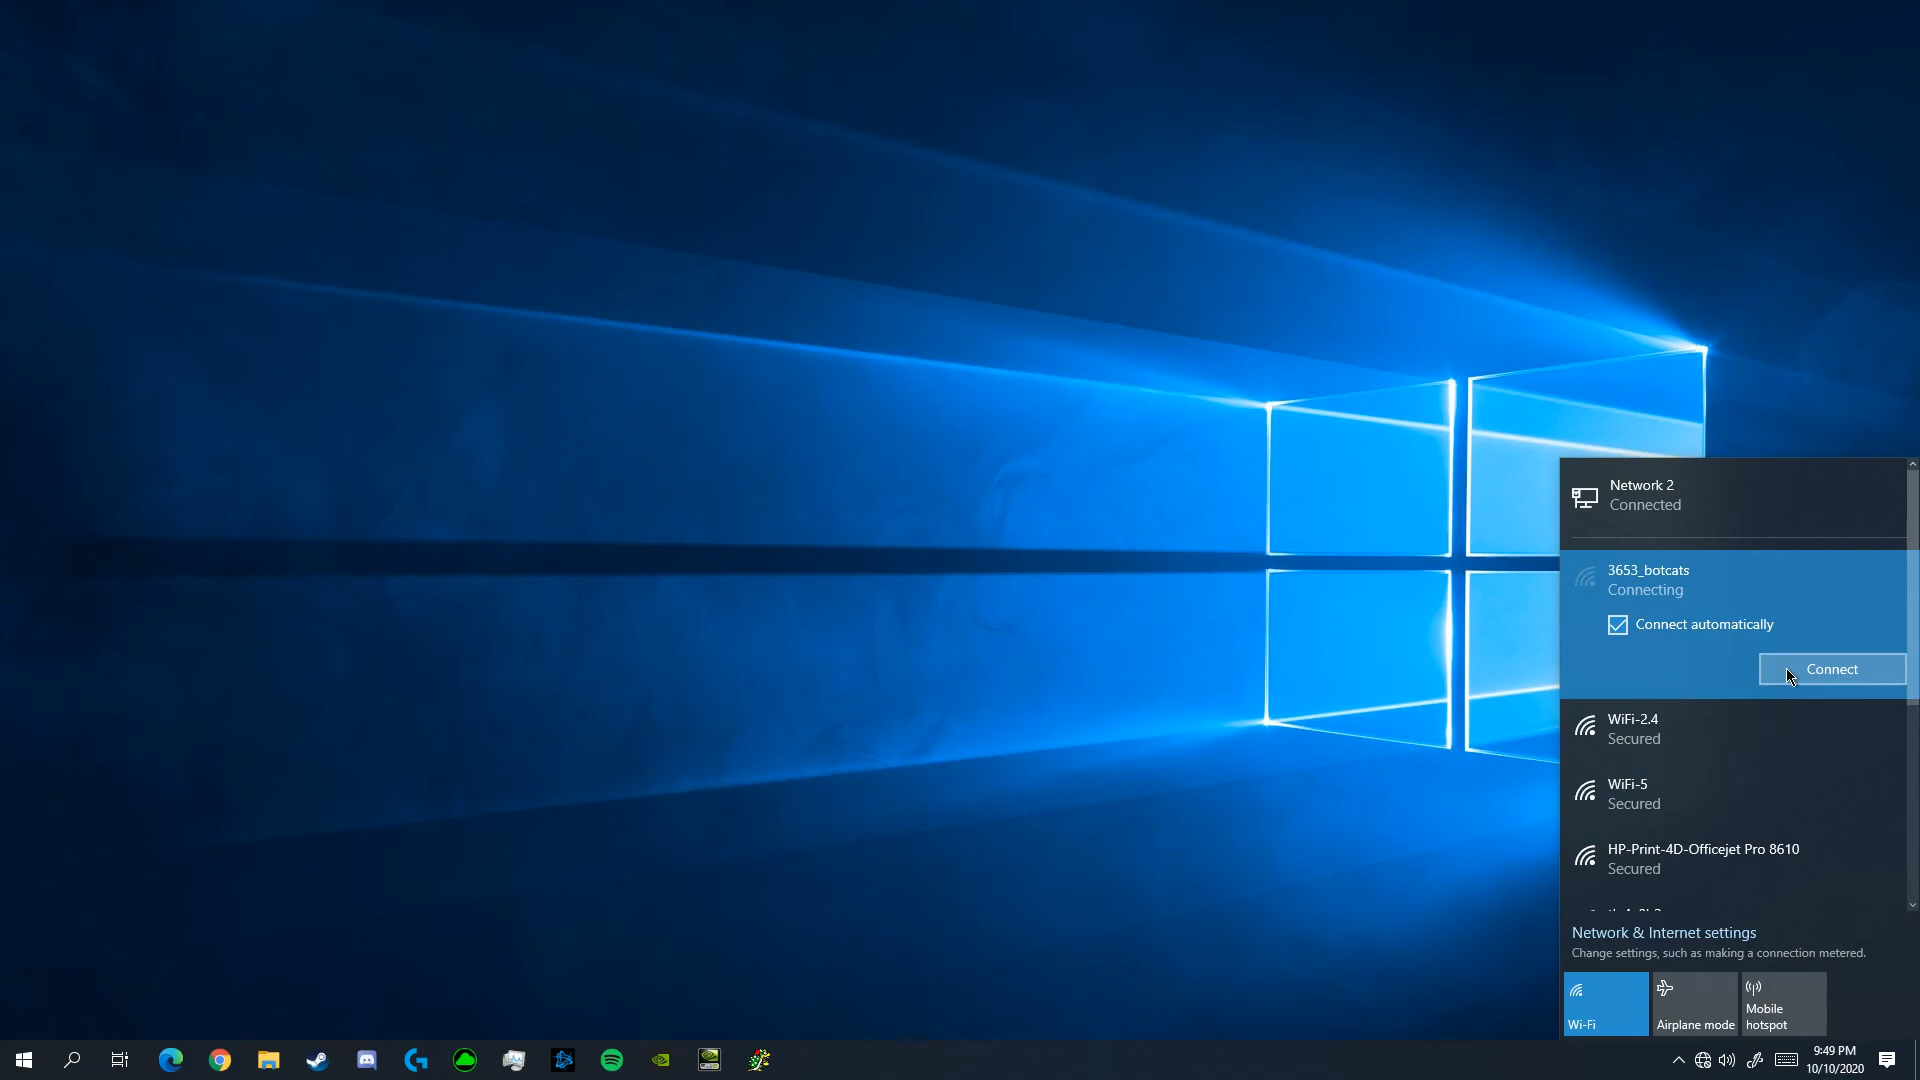 Network 2
Connected
3653_botcats
Connecting
Connect automatically
Connect
WiFi-2.4
Secured
WiFi-5
Secured
HP-Print-4D-Officejet Pro 8610
Secured
Network & Internet settings
Change settings, such as making a connection metered.
Wi-Fi
Airplane mode
Mobile
hotspot
9:49 PM
10/10/2020